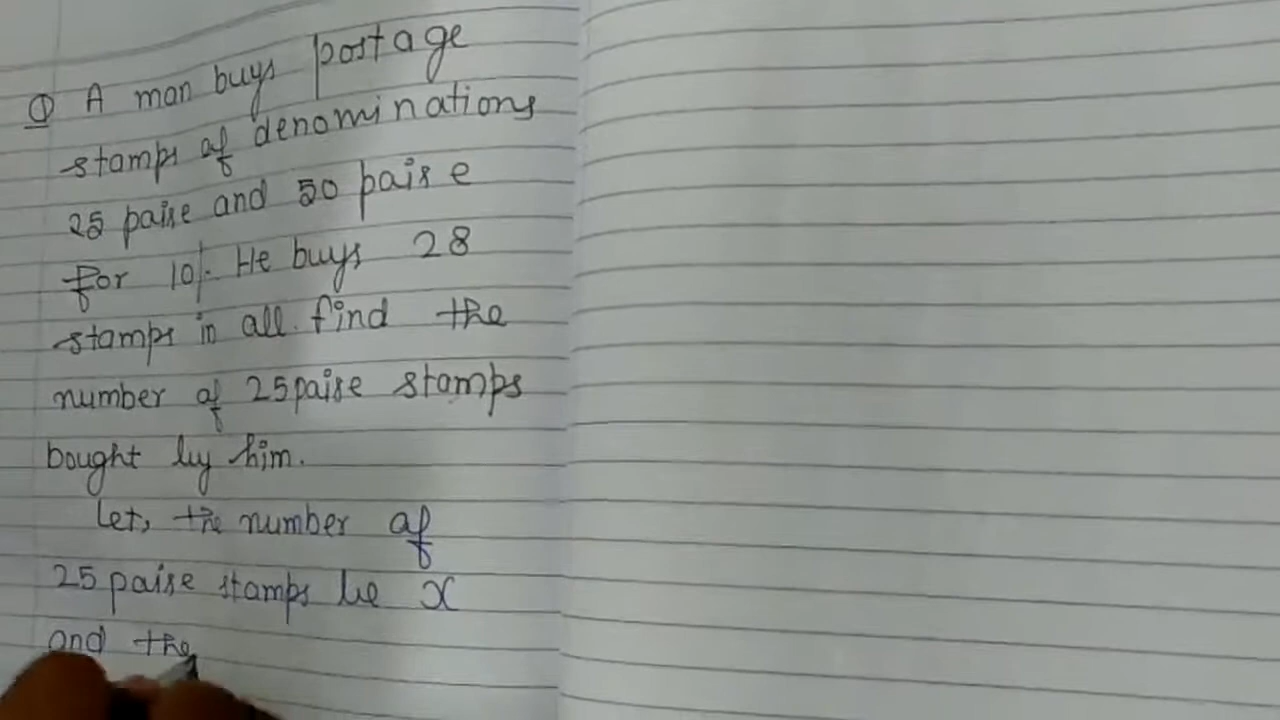 Q A man buys postage
stamps of denominations
25 paise and 50 paise
for 10/. He buys 28
stamps in all. find the
number of 25 paise stamps
bought by him.
Let, the number of
25 paise stamps be x
and the